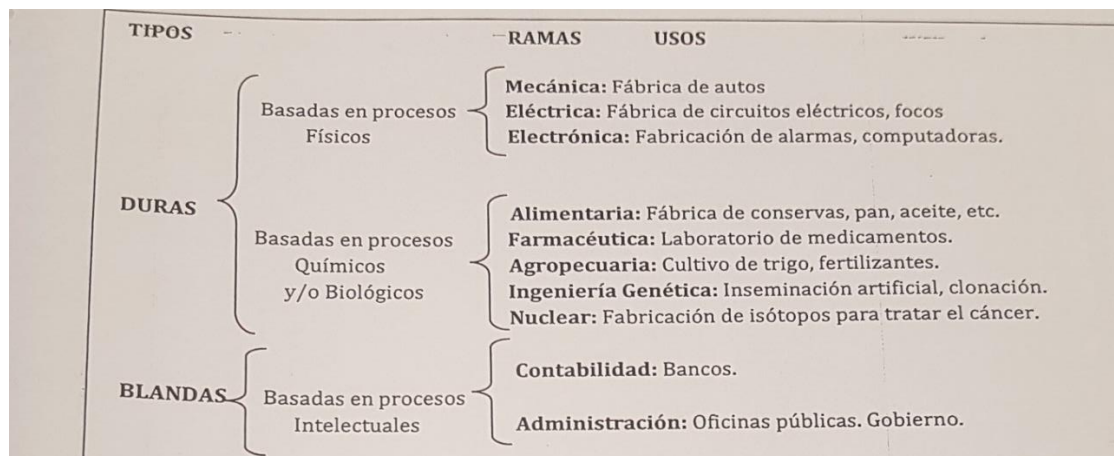 TIPOS RAMAS USOS
Basadas en procesos
Físicos
Mecánica: Fábrica de autos
Eléctrica: Fábrica de circuitos eléctricos, focos
Electrónica: Fabricación de alarmas, computadoras.
DURAS
Basadas en procesos
Químicos
y/o Biológicos
Alimentaria: Fábrica de conservas, pan, aceite, etc.
Farmacéutica: Laboratorio de medicamentos.
Agropecuaria: Cultivo de trigo, fertilizantes.
Ingeniería Genética: Inseminación artificial, clonación.
Nuclear: Fabricación de isótopos para tratar el cáncer.
BLANDAS
Basadas en procesos
Intelectuales
Contabilidad: Bancos.
Administración: Oficinas públicas. Gobierno.